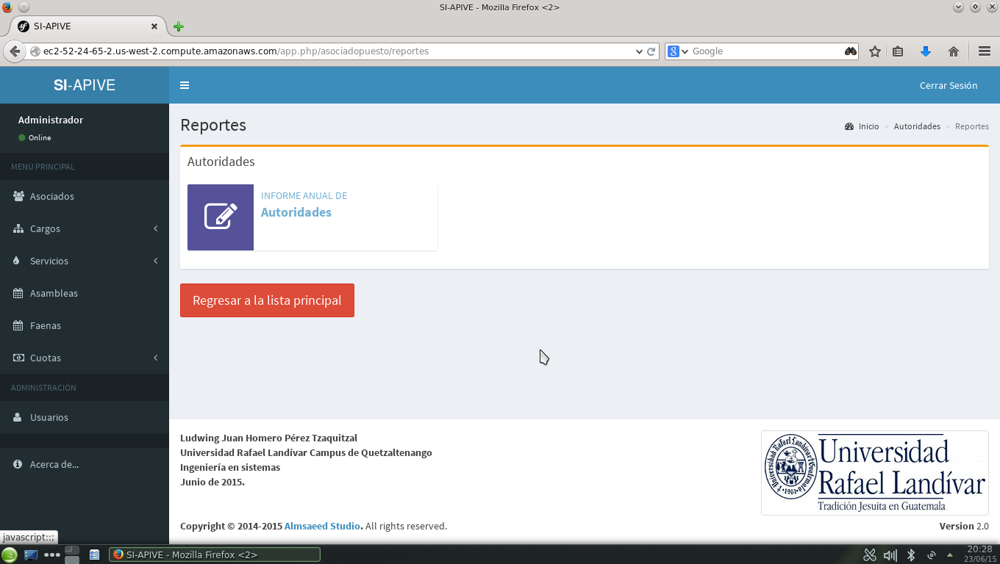 SI-APIVE - Mozilla Firefox <2>
SI-APIVE
ec2-52-24-65-2.us-west-2.compute.amazonaws.com/app.php/asociadopuesto/reportes
Google
SI-APIVE
Cerrar Sesión
Administrador
Online
MENÚ PRINCIPAL
Asociados
Cargos
Servicios
Asambleas
Faenas
Cuotas
ADMINISTRACIÓN
Usuarios
Acerca de...
Reportes
Inicio > Autoridades > Reportes
Autoridades
INFORME ANUAL DE
Autoridades
Regresar a la lista principal
Ludwing Juan Homero Pérez Tzaquitzal
Universidad Rafael Landívar Campus de Quetzaltenango
Ingeniería en sistemas
Junio de 2015.
Universidad
Rafael Landívar
Tradición Jesuita en Guatemala
Copyright © 2014-2015 Almsaeed Studio. All rights reserved.
Version 2.0
javascript::;
SI-APIVE - Mozilla Firefox <2>
20:28
23/06/15